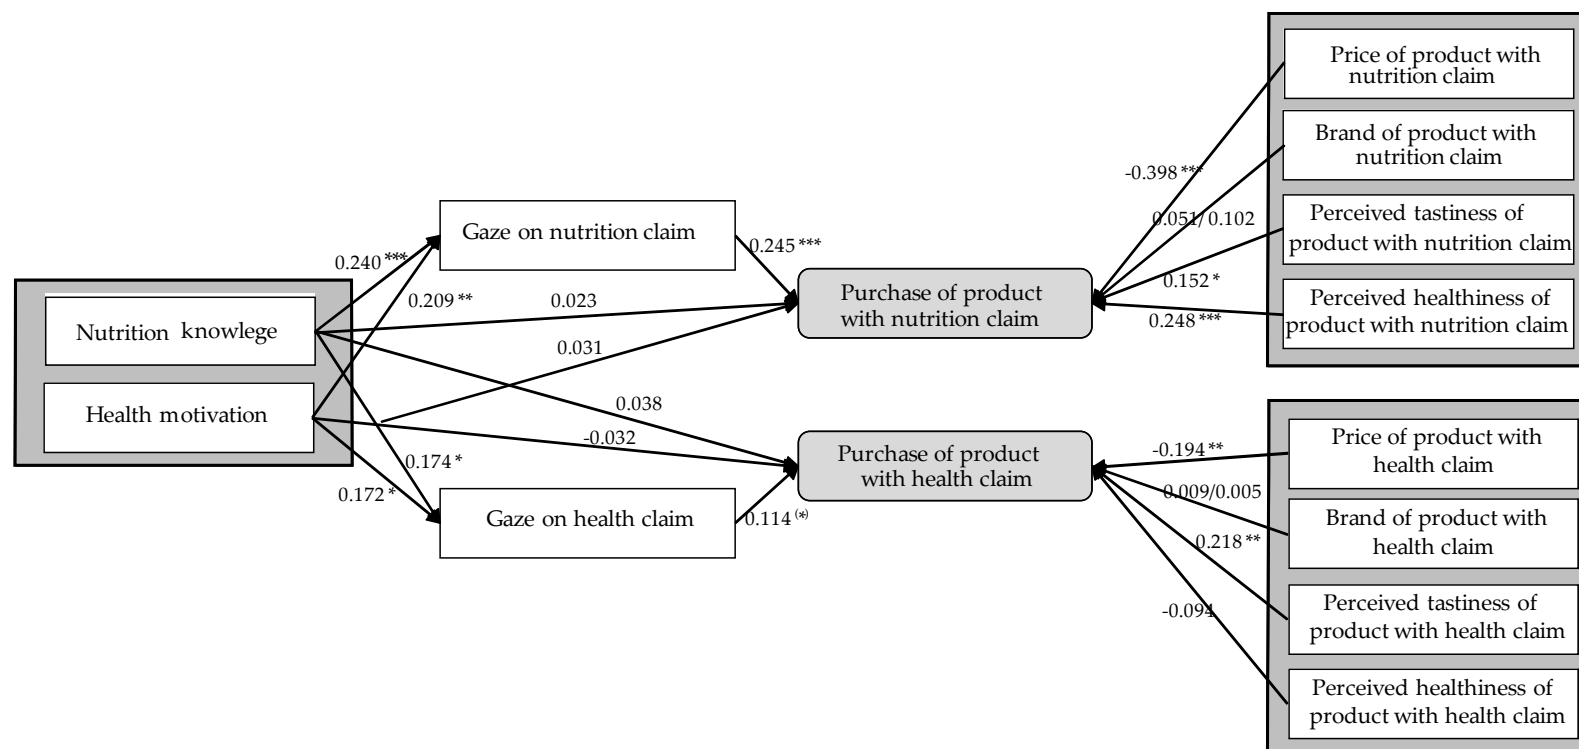 Price of product with
nutrition claim
Brand of product with
nutrition claim
-0.398 ***
0.051/ 0.102
Perceived tastiness of
product with nutrition claim
Gaze on nutrition claim
0.245 ***
0.240 ***
0.152 *
0.209 **
0.023
Purchase of product
with nutrition claim
Perceived healthiness of
product with nutrition claim
0.248 ***
Nutrition knowlege
0.031
Health motivation
0.038
-0.032
Purchase of product
with health claim
-0.194 **
Price of product with
health claim
0.174 *
0.172 *
0.009/0.005
Gaze on health claim
0.114 (*)
Brand of product with
health claim
0.218 **
-0.094
Perceived tastiness of
product with health claim
Perceived healthiness of
product with health claim